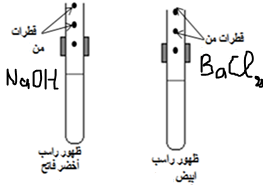 قطرات
من
NaOH
ظهور راسب
أخضر فاتح
قطرات من
BaCl₂
ظهور راسب
ابيض